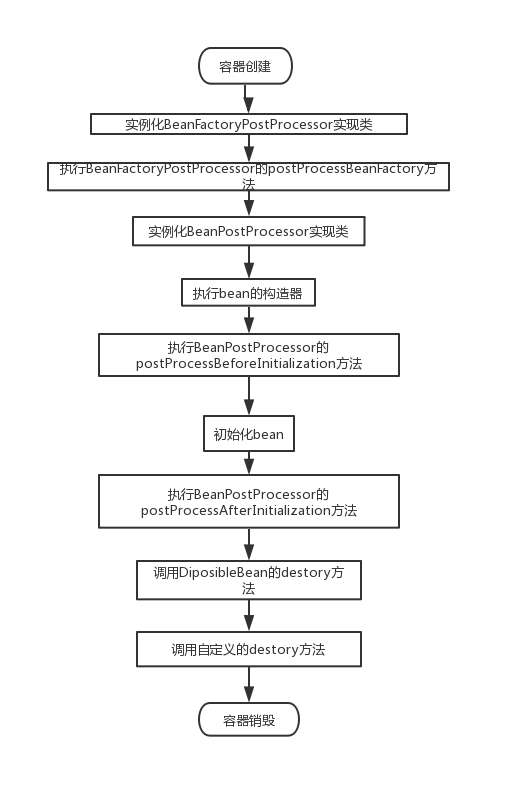 容器创建
实例化BeanFactoryPostProcessor实现类
执行BeanFactoryPostProcessor的postProcessBeanFactory方
法
实例化BeanPostProcessor实现类
执行bean的构造器
执行BeanPostProcessor的
postProcessBeforeInitialization方法
初始化bean
执行BeanPostProcessor的
postProcessAfterInitialization方法
调用DiposibleBean的destory方
法
调用自定义的destory方法
容器销毁